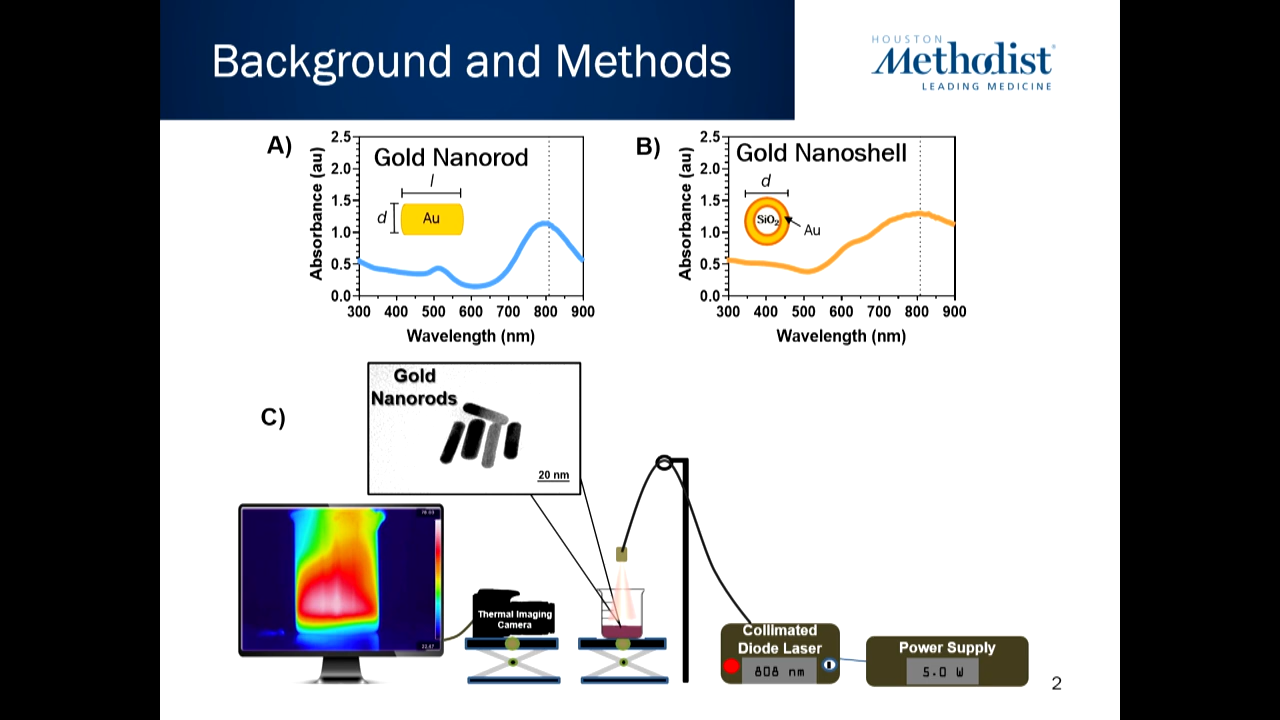 Background and Methods
HOUSTON
Methodist
LEADING MEDICINE
A)
Gold Nanorod
l
d
Au
2.5
2.0
1.5
1.0
0.5
0.0
Absorbance (au)
300 400 500 600 700 800 900
Wavelength (nm)
B)
Gold Nanoshell
d
SiO2
Au
2.5
2.0
1.5
1.0
0.5
0.0
Absorbance (au)
300 400 500 600 700 800 900
Wavelength (nm)
C)
Gold
Nanorods
20 nm
Thermal Imaging
Camera
Collimated
Diode Laser
808 nm
Power Supply
5.0 W
2